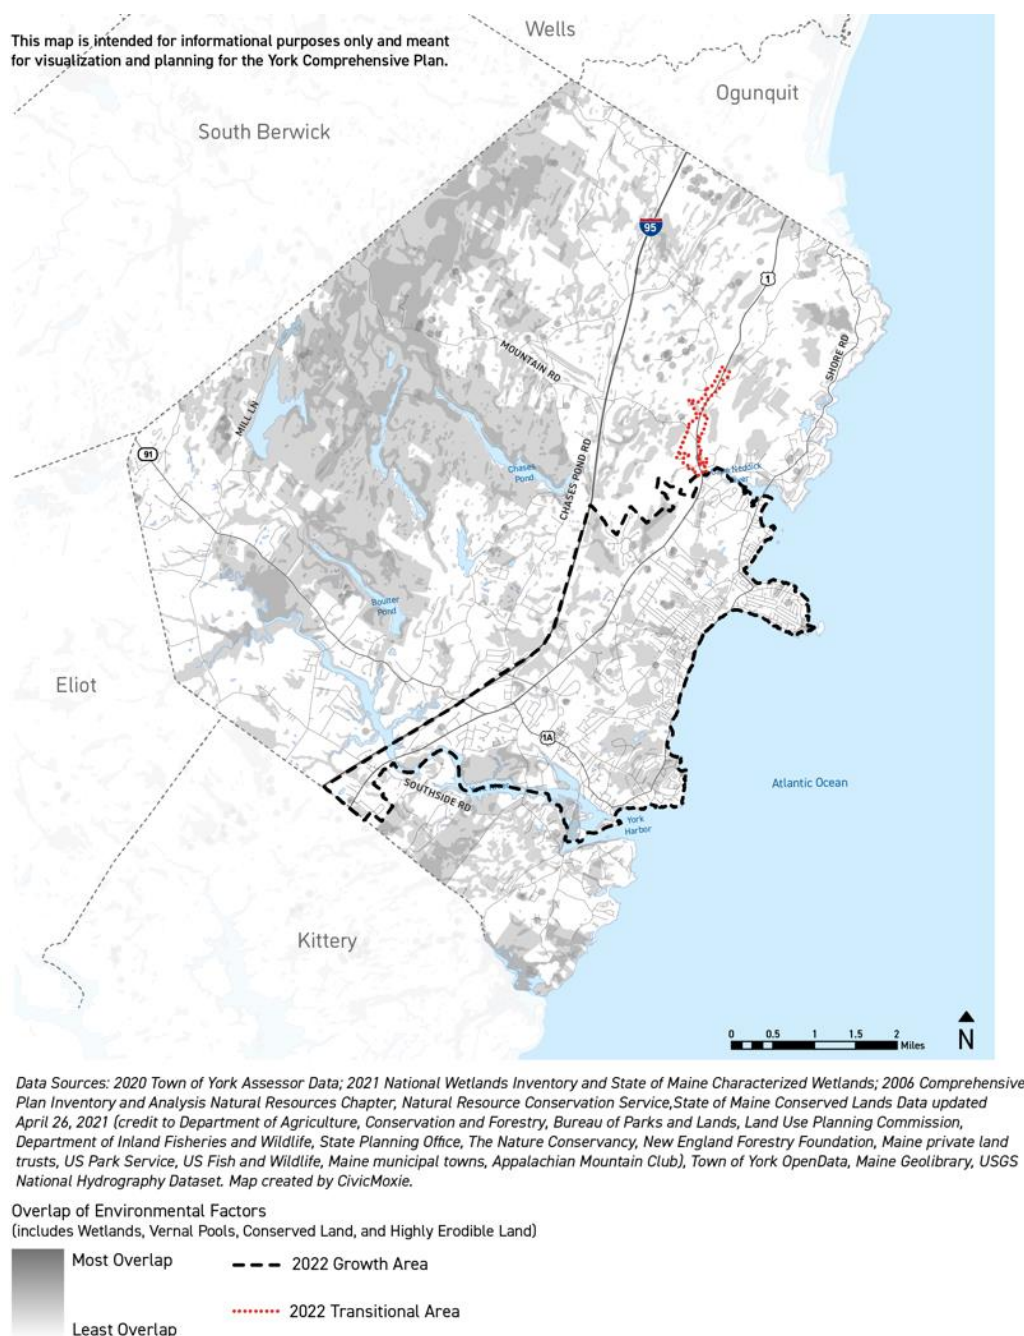 This map is intended for informational purposes only and meant
for visualization and planning for the York Comprehensive Plan.
Wells
Ogunquit
South Berwick
95
1
MOUNTAIN RD
SHORE RD
MILL LN
91
Chases
Pond
CHASES POND RD
Neddick
Boulter
Pond
Eliot
1A
SOUTHSIDE RD
Atlantic Ocean
York
Harbor
Kittery
0 0.5 1 1.5 2
Miles
N
Data Sources: 2020 Town of York Assessor Data; 2021 National Wetlands Inventory and State of Maine Characterized Wetlands; 2006 Comprehensive
Plan Inventory and Analysis Natural Resources Chapter, Natural Resource Conservation Service,State of Maine Conserved Lands Data updated
April 26, 2021 (credit to Department of Agriculture, Conservation and Forestry, Bureau of Parks and Lands, Land Use Planning Commission,
Department of Inland Fisheries and Wildlife, State Planning Office, The Nature Conservancy, New England Forestry Foundation, Maine private land
trusts, US Park Service, US Fish and Wildlife, Maine municipal towns, Appalachian Mountain Club), Town of York OpenData, Maine Geolibrary, USGS
National Hydrography Dataset. Map created by CivicMoxie.
Overlap of Environmental Factors
(includes Wetlands, Vernal Pools, Conserved Land, and Highly Erodible Land)
Most Overlap
2022 Growth Area
2022 Transitional Area
Least Overlap